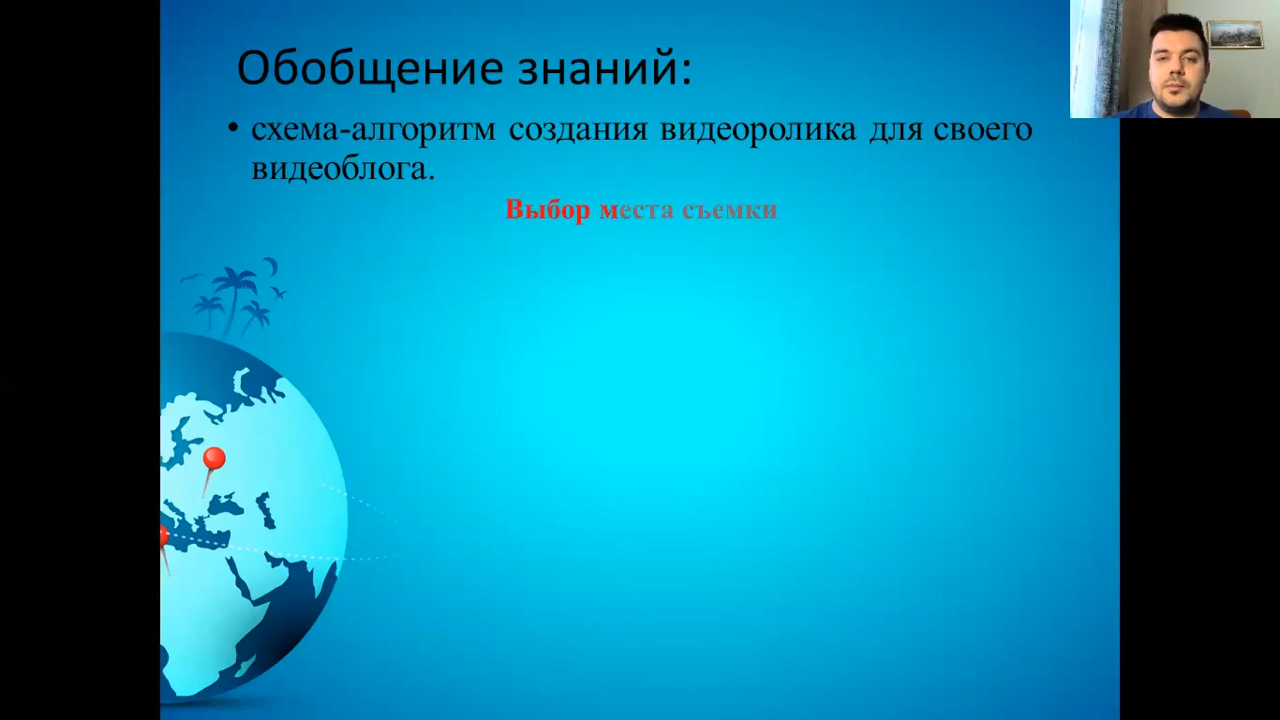 Обобщение знаний:
• схема-алгоритм создания видеоролика для своего
видеоблога.
Выбор места съемки